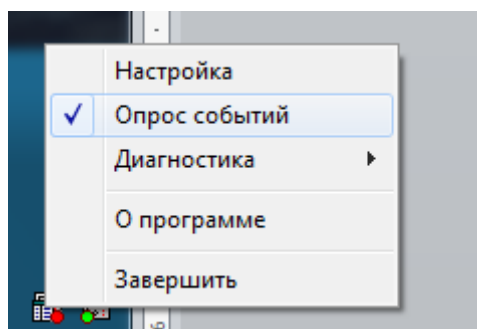 Настройка
Опрос событий
Диагностика
О программе
Завершить